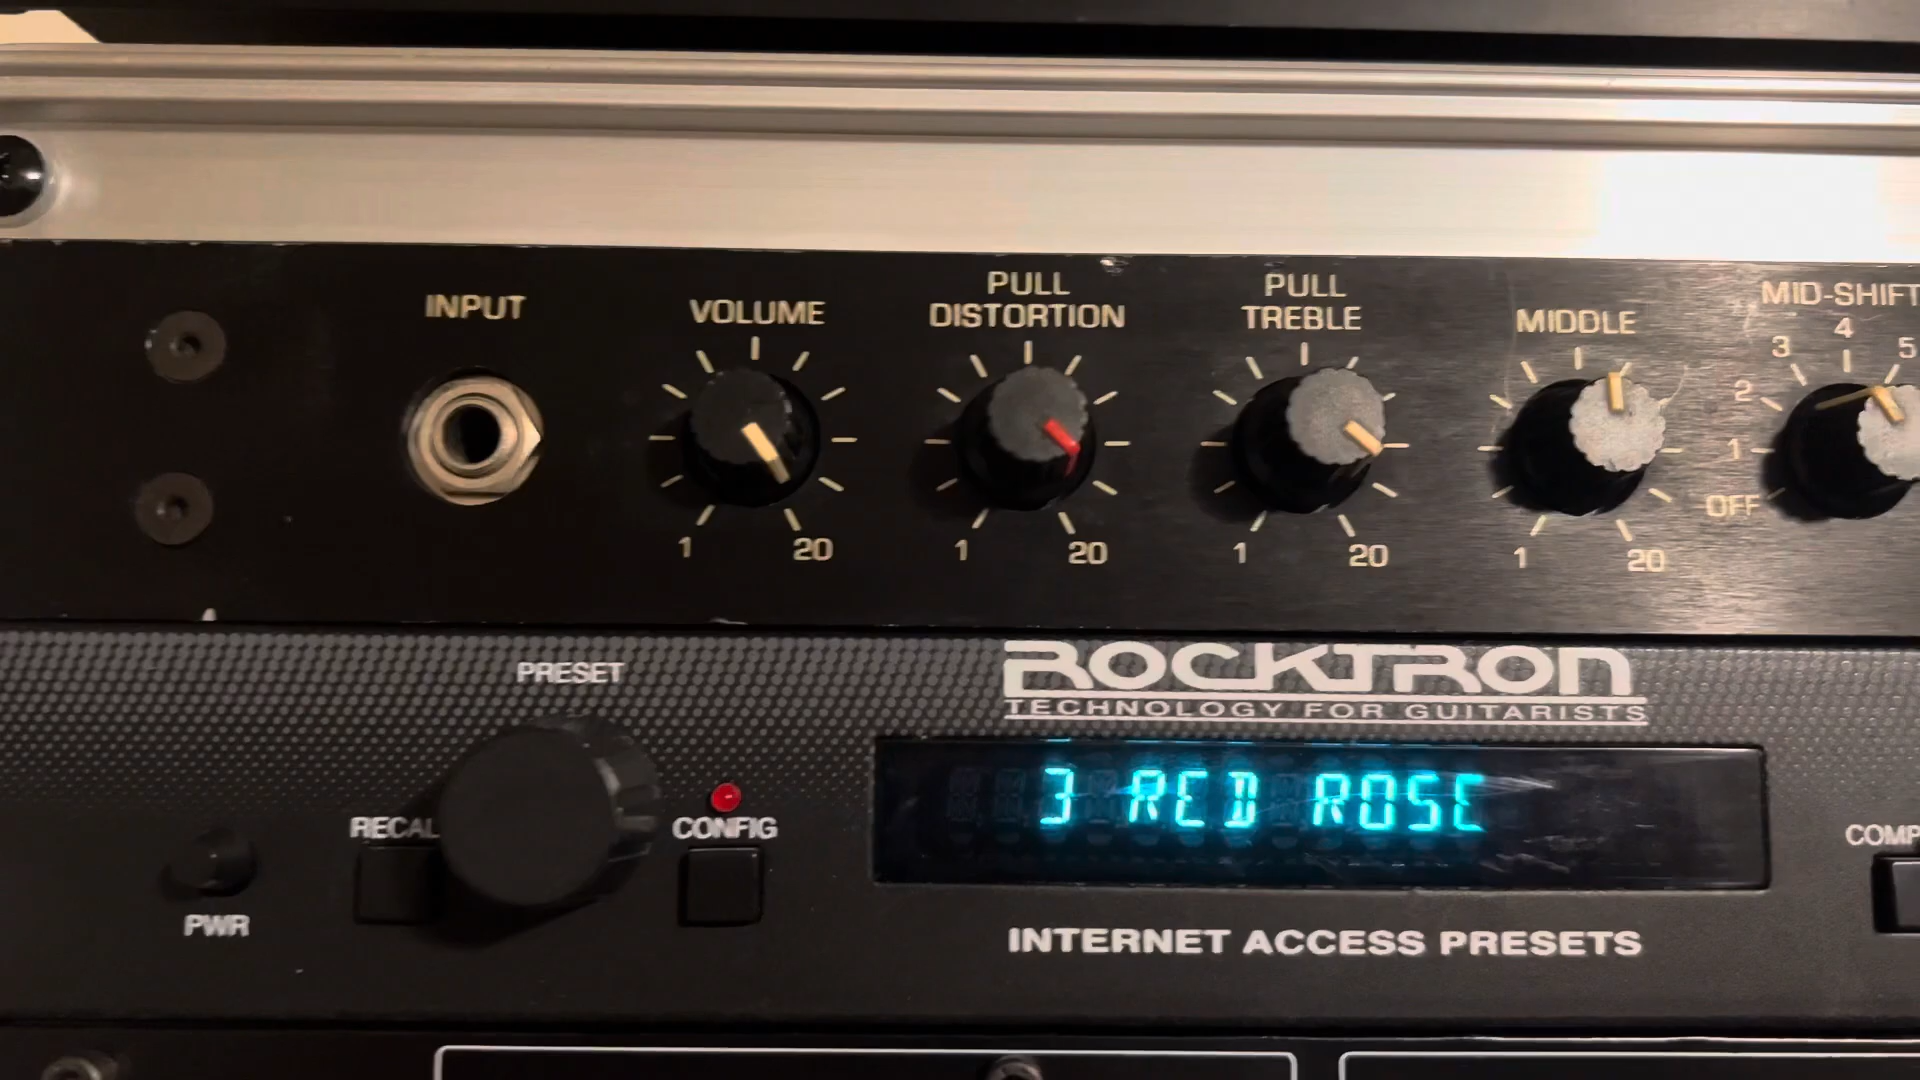 INPUT
VOLUME
1 20
PULL
DISTORTION
1 20
PULL
TREBLE
1 20
MIDDLE
1 20
MID-SHIFT
OFF 1 2 3 4 5
ROCKTRON
TECHNOLOGY FOR GUITARISTS
PRESET
RECAL
CONFIG
PWR
3 RED ROSE
INTERNET ACCESS PRESETS
COMP